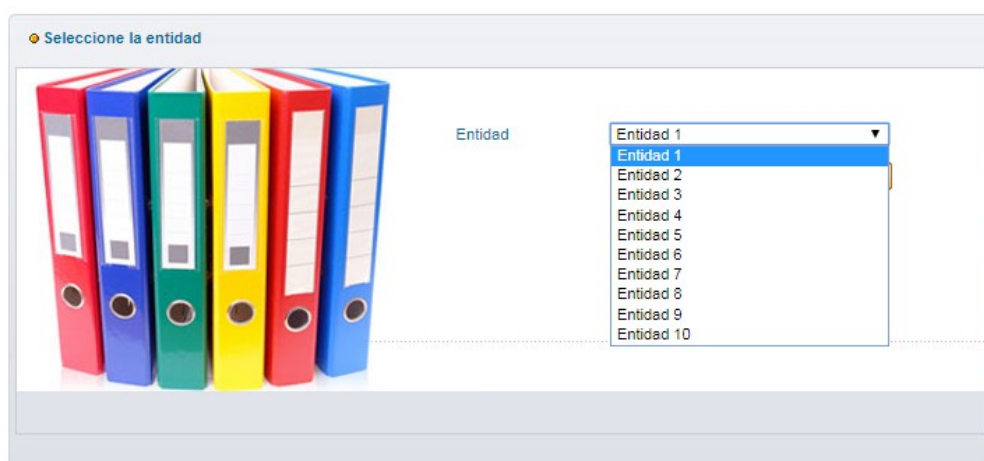 Seleccione la entidad
Entidad
Entidad 1
Entidad 1
Entidad 2
Entidad 3
Entidad 4
Entidad 5
Entidad 6
Entidad 7
Entidad 8
Entidad 9
Entidad 10